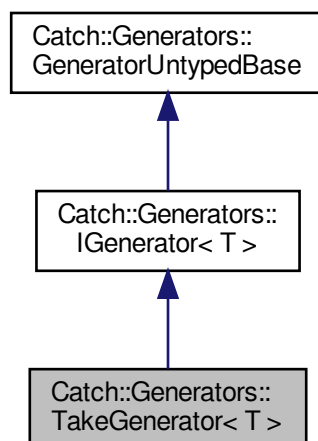 Catch::Generators::
GeneratorUntypedBase
Catch::Generators::
IGenerator< T >
Catch::Generators::
TakeGenerator< T >